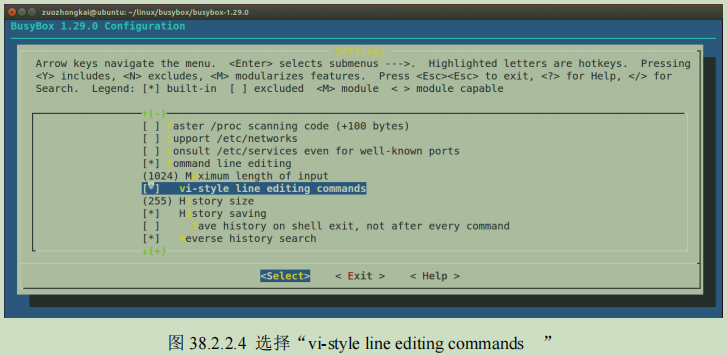 zuozhongkai@ubuntu: ~/linux/busybox/busybox-1.29.0
BusyBox 1.29.0 Configuration
Settings
Arrow keys navigate the menu. <Enter> selects submenus --->. Highlighted letters are hotkeys. Pressing
<Y> includes, <N> excludes, <M> modularizes features. Press <Esc><Esc> to exit, <?> for Help, </> for
Search. Legend: [*] built-in [ ] excluded <M> module < > module capable
↑(-)
[ ] Faster /proc scanning code (+100 bytes)
[ ] Support /etc/networks
[ ] Consult /etc/services even for well-known ports
[*] Command line editing
(1024) Maximum length of input
[*] vi-style line editing commands
(255) History size
[*] History saving
[ ] Save history on shell exit, not after every command
[*] Reverse history search
↓(+)
<Select> < Exit > < Help >
图 38.2.2.4 选择“vi-style line editing commands ”